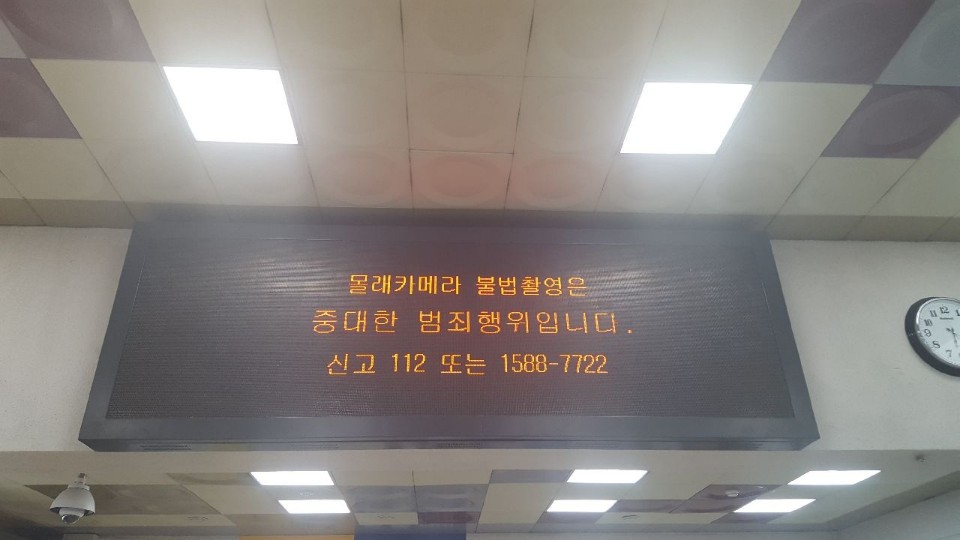 몰래카메라 불법촬영은
중대한 범죄행위입니다.
신고 112 또는 1588-7722